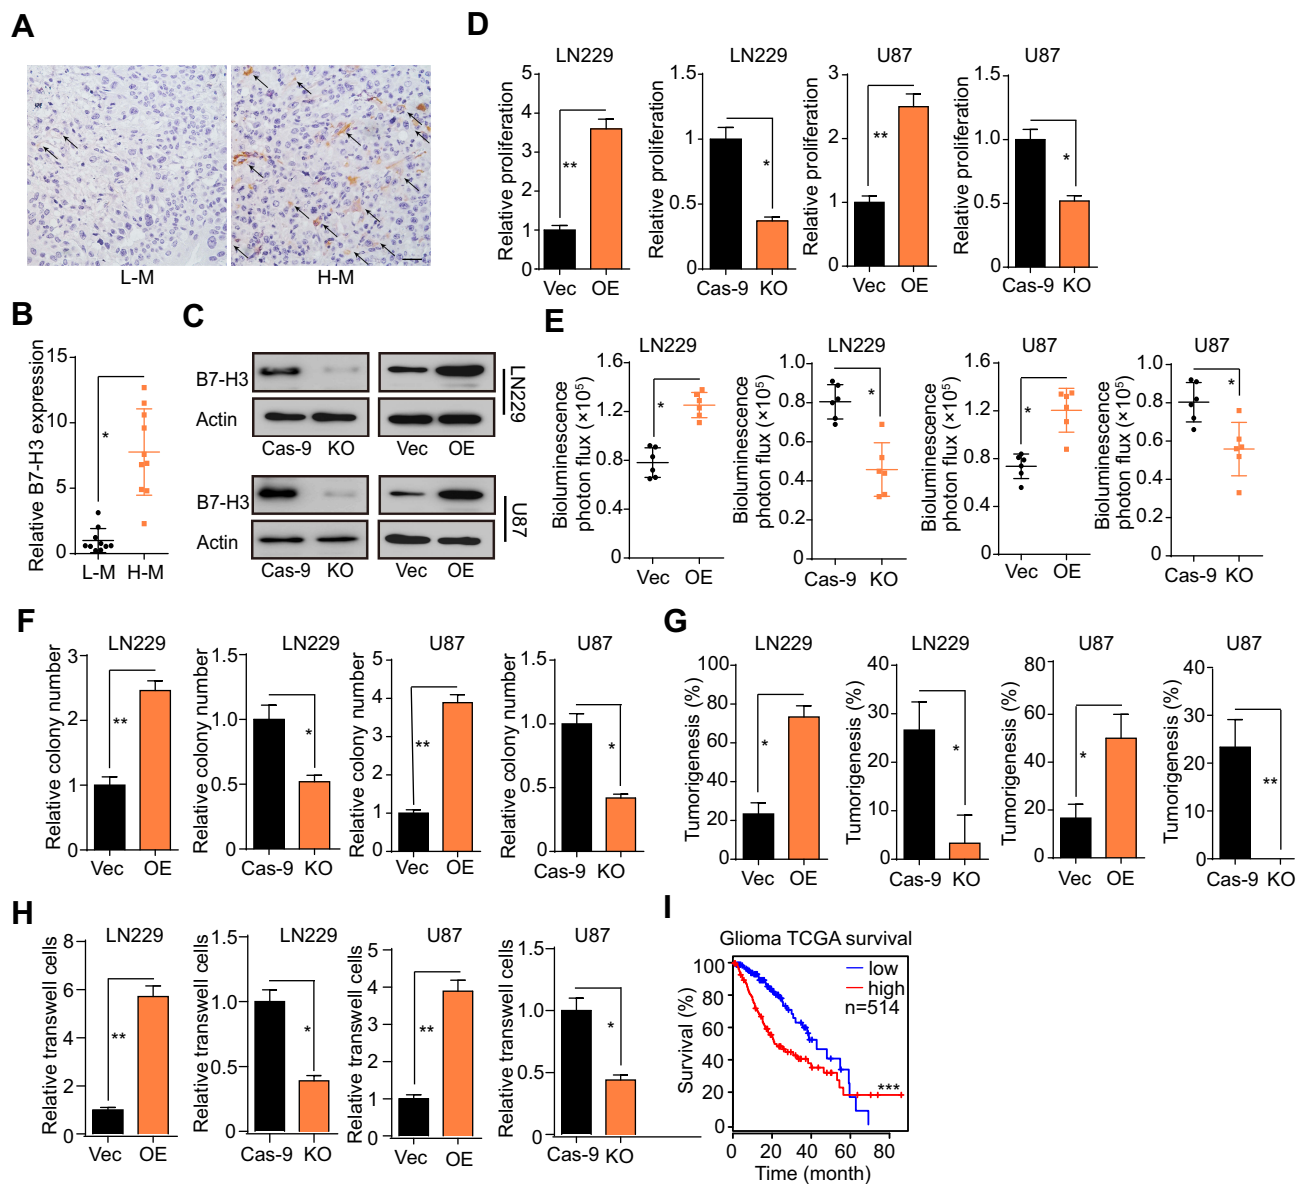 A
L-M H-M
B
Relative B7-H3 expression
15
10
5
0
*
L-M H-M
C
B7-H3
Actin
Cas-9 KO Vec OE
LN229
B7-H3
Actin
Cas-9 KO Vec OE
U87
D
LN229
Relative proliferation
5
4
3
2
1
0
**
Vec OE
LN229
Relative proliferation
1.5
1.0
0.5
0
*
Cas-9 KO
U87
Relative proliferation
3
2
1
0
**
Vec OE
U87
Relative proliferation
1.5
1.0
0.5
0
*
Cas-9 KO
E
LN229
Bioluminescence
photon flux (×10⁵)
1.6
1.2
0.8
0.4
0
*
Vec OE
LN229
Bioluminescence
photon flux (×10⁵)
1.0
0.8
0.6
0.4
0.2
0
*
Cas-9 KO
U87
Bioluminescence
photon flux (×10⁵)
1.6
1.2
0.8
0.4
0
*
Vec OE
U87
Bioluminescence
photon flux (×10⁵)
1.0
0.8
0.6
0.4
0.2
0
*
Cas-9 KO
F
LN229
Relative colony number
3
2
1
0
**
Vec OE
LN229
Relative colony number
1.5
1.0
0.5
0
*
Cas-9 KO
U87
Relative colony number
5
4
3
2
1
0
**
Vec OE
U87
Relative colony number
1.5
1.0
0.5
0
*
Cas-9 KO
G
LN229
Tumorigenesis (%)
100
80
60
40
20
0
*
Vec OE
LN229
Tumorigenesis (%)
40
30
20
10
0
*
Cas-9 KO
U87
Tumorigenesis (%)
80
60
40
20
0
*
Vec OE
U87
Tumorigenesis (%)
40
30
20
10
0
**
Cas-9 KO
H
LN229
Relative transwell cells
8
6
4
2
0
**
Vec OE
LN229
Relative transwell cells
1.5
1.0
0.5
0
*
Cas-9 KO
U87
Relative transwell cells
5
4
3
2
1
0
**
Vec OE
U87
Relative transwell cells
1.5
1.0
0.5
0
*
Cas-9 KO
I
Glioma TCGA survival
Survival (%)
100
80
60
40
20
0
low
high
n=514
***
0 20 40 60 80
Time (month)